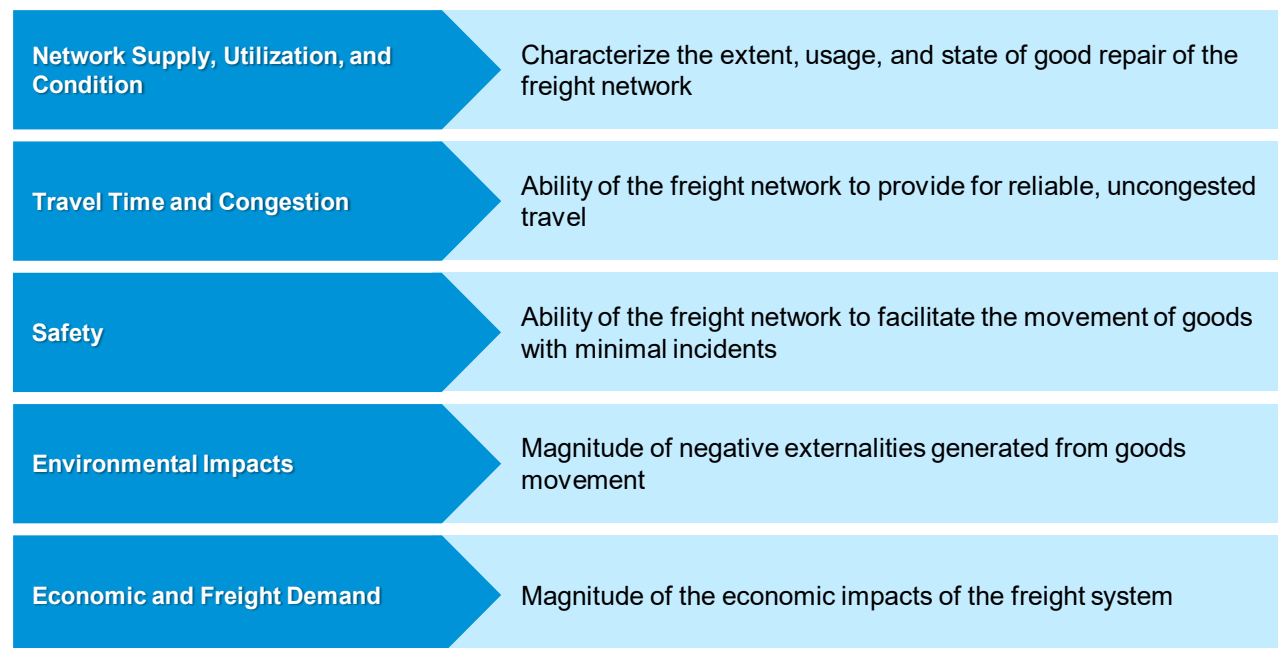 Network Supply, Utilization, and
Condition
Characterize the extent, usage, and state of good repair of the
freight network
Travel Time and Congestion
Ability of the freight network to provide for reliable, uncongested
travel
Safety
Ability of the freight network to facilitate the movement of goods
with minimal incidents
Environmental Impacts
Magnitude of negative externalities generated from goods
movement
Economic and Freight Demand
Magnitude of the economic impacts of the freight system